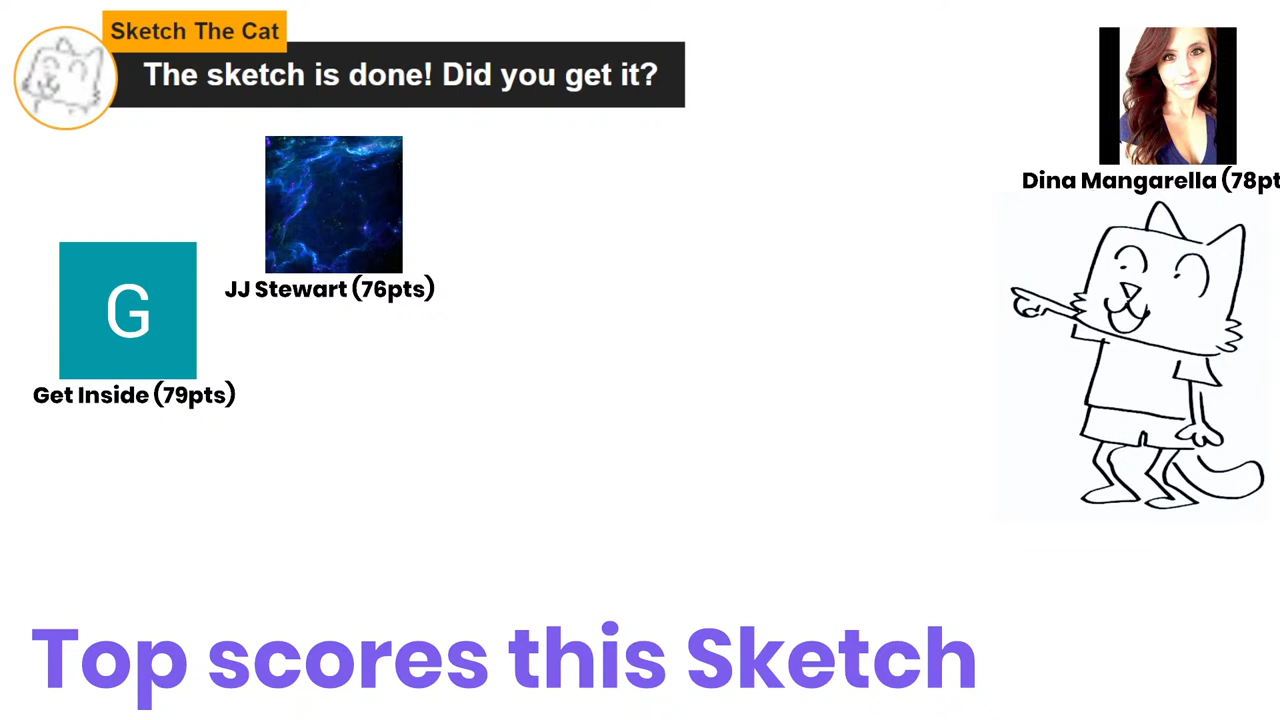 Sketch The Cat
The sketch is done! Did you get it?
Dina Mangarella (78pt
JJ Stewart (76pts)
G
Get Inside (79pts)
Top scores this Sketch